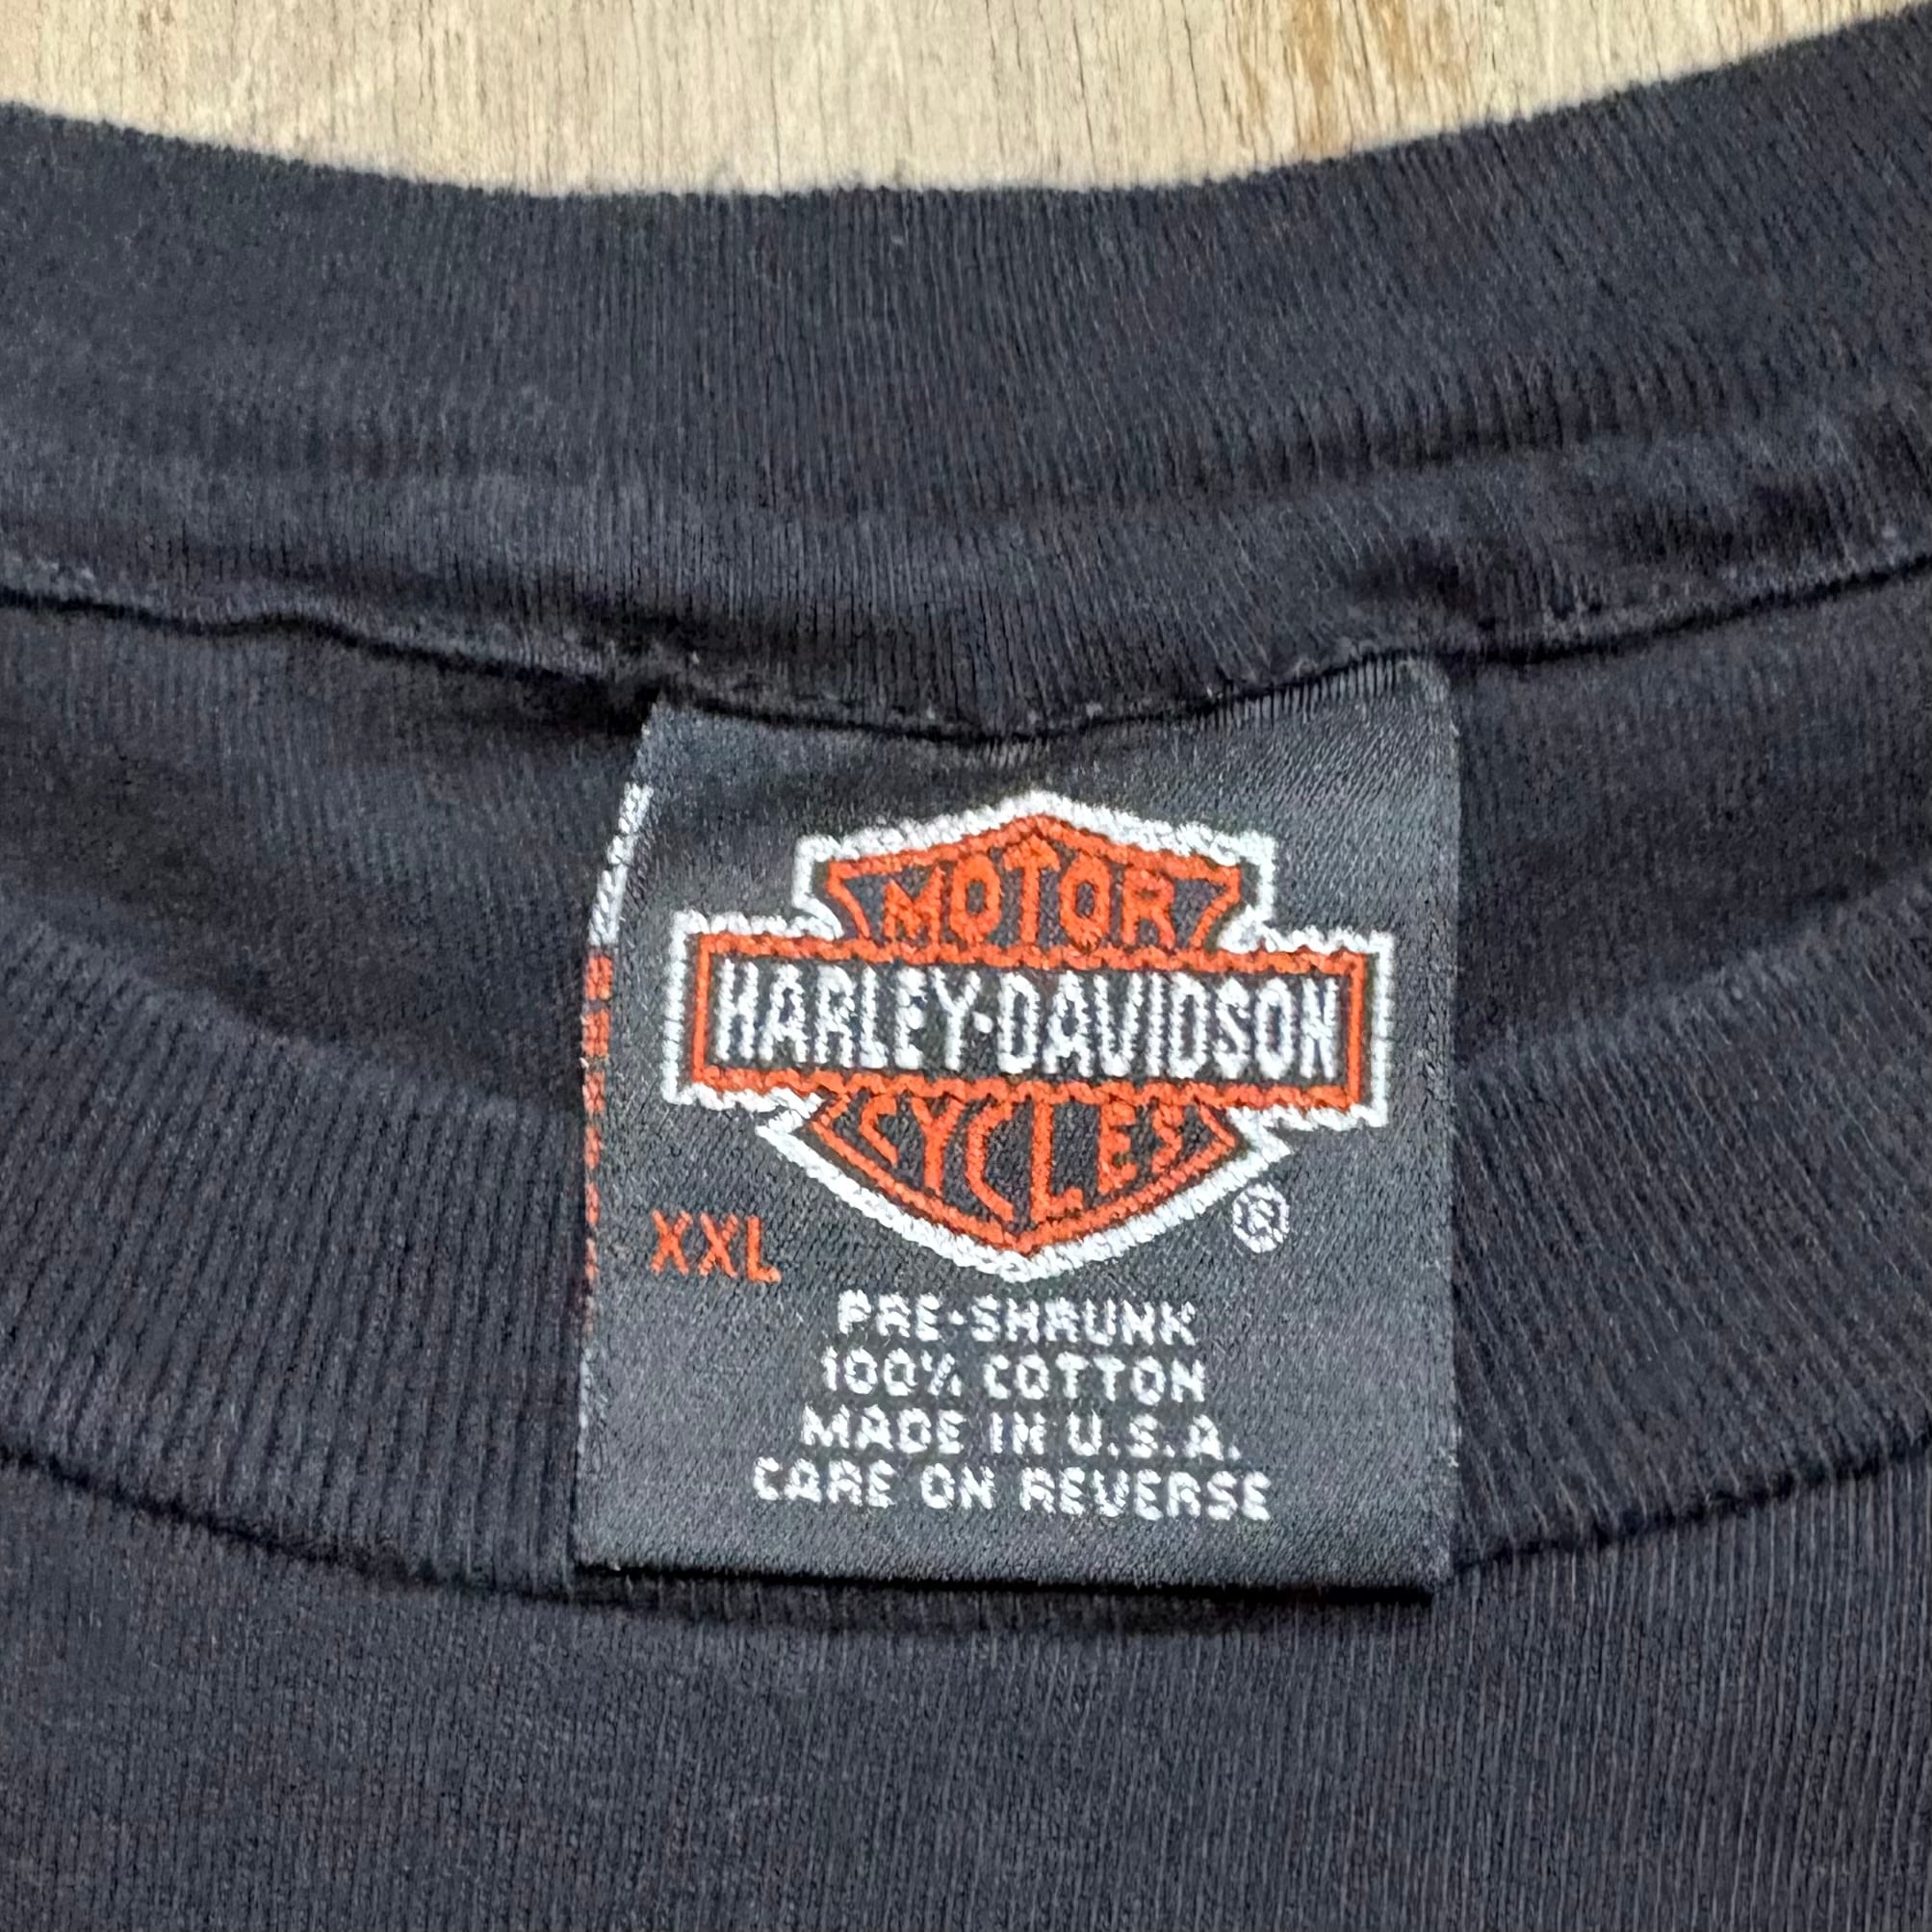 MOTOR
HARLEY-DAVIDSON
CYCLES
®
XXL
PRE-SHRUNK
100% COTTON
MADE IN U.S.A.
CARE ON REVERSE